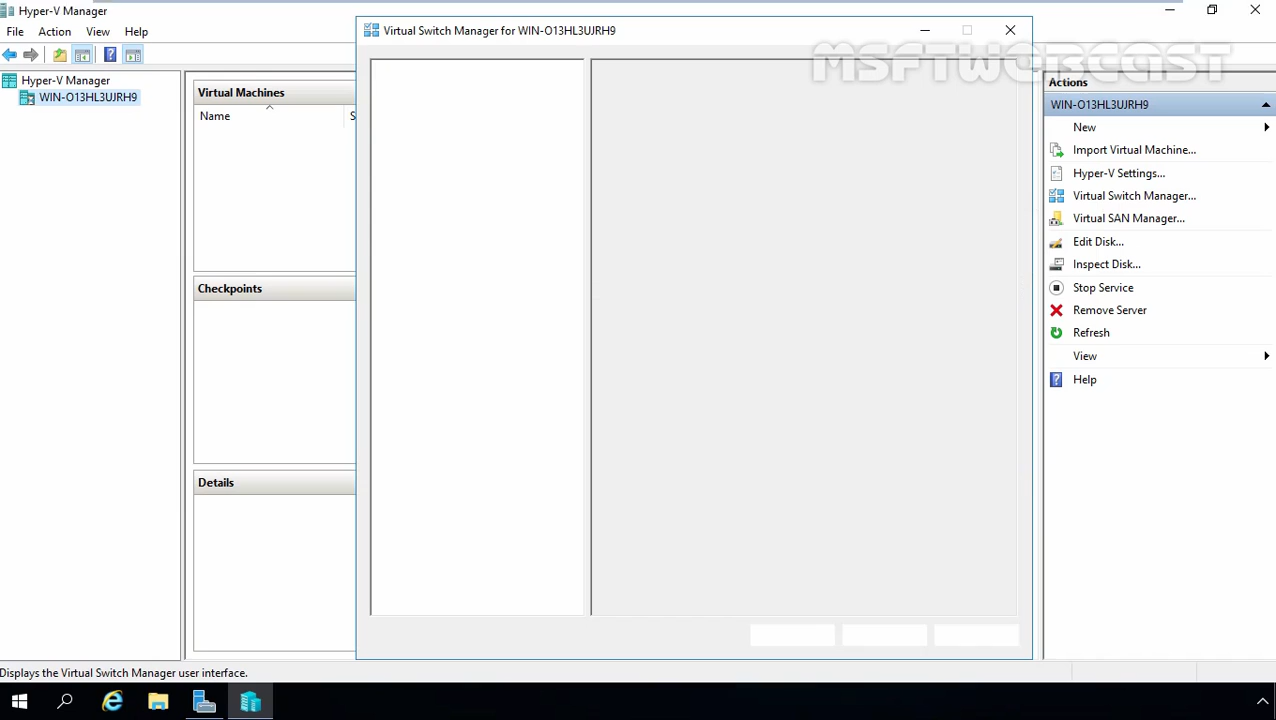 Hyper-V Manager
File Action View Help
Hyper-V Manager
WIN-O13HL3UJRH9
Virtual Machines
Name
S
Checkpoints
Details
Virtual Switch Manager for WIN-O13HL3UJRH9
MSFTWEBCAST
Actions
WIN-O13HL3UJRH9
New
Import Virtual Machine...
Hyper-V Settings...
Virtual Switch Manager...
Virtual SAN Manager...
Edit Disk...
Inspect Disk...
Stop Service
Remove Server
Refresh
View
Help
Displays the Virtual Switch Manager user interface.